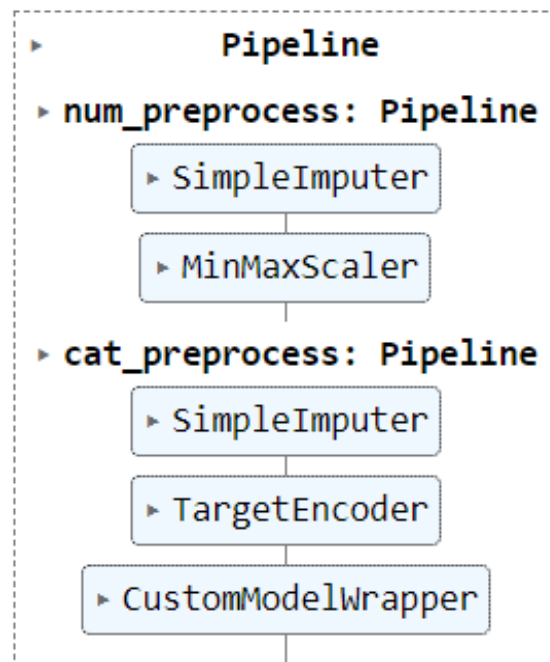 Pipeline
num_preprocess: Pipeline
SimpleImputer
MinMaxScaler
cat_preprocess: Pipeline
SimpleImputer
TargetEncoder
CustomModelWrapper